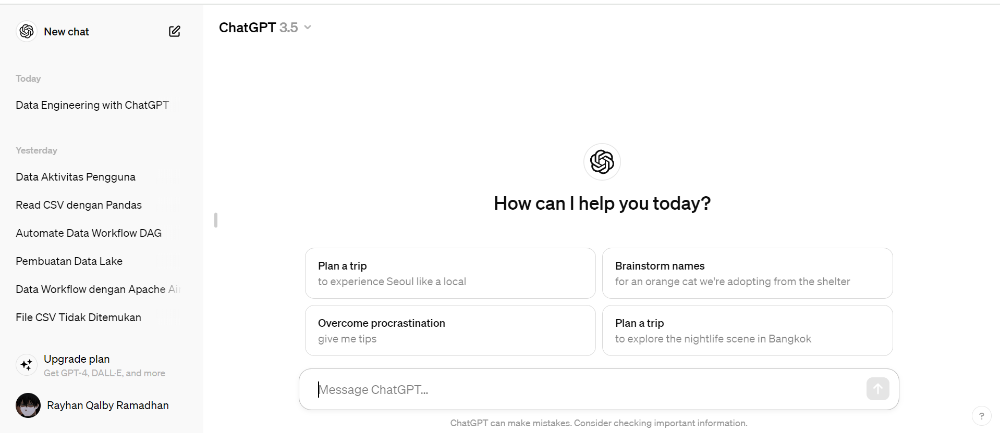 New chat
Today
Data Engineering with ChatGPT
Yesterday
Data Aktivitas Pengguna
Read CSV dengan Pandas
Automate Data Workflow DAG
Pembuatan Data Lake
Data Workflow dengan Apache
File CSV Tidak Ditemukan
Upgrade plan
Get GPT-4, DALL·E, and more
Rayhan Qalby Ramadhan
ChatGPT 3.5
How can I help you today?
Plan a trip
to experience Seoul like a local
Brainstorm names
for an orange cat we're adopting from the shelter
Overcome procrastination
give me tips
Plan a trip
to explore the nightlife scene in Bangkok
Message ChatGPT...
ChatGPT can make mistakes. Consider checking important information.
?